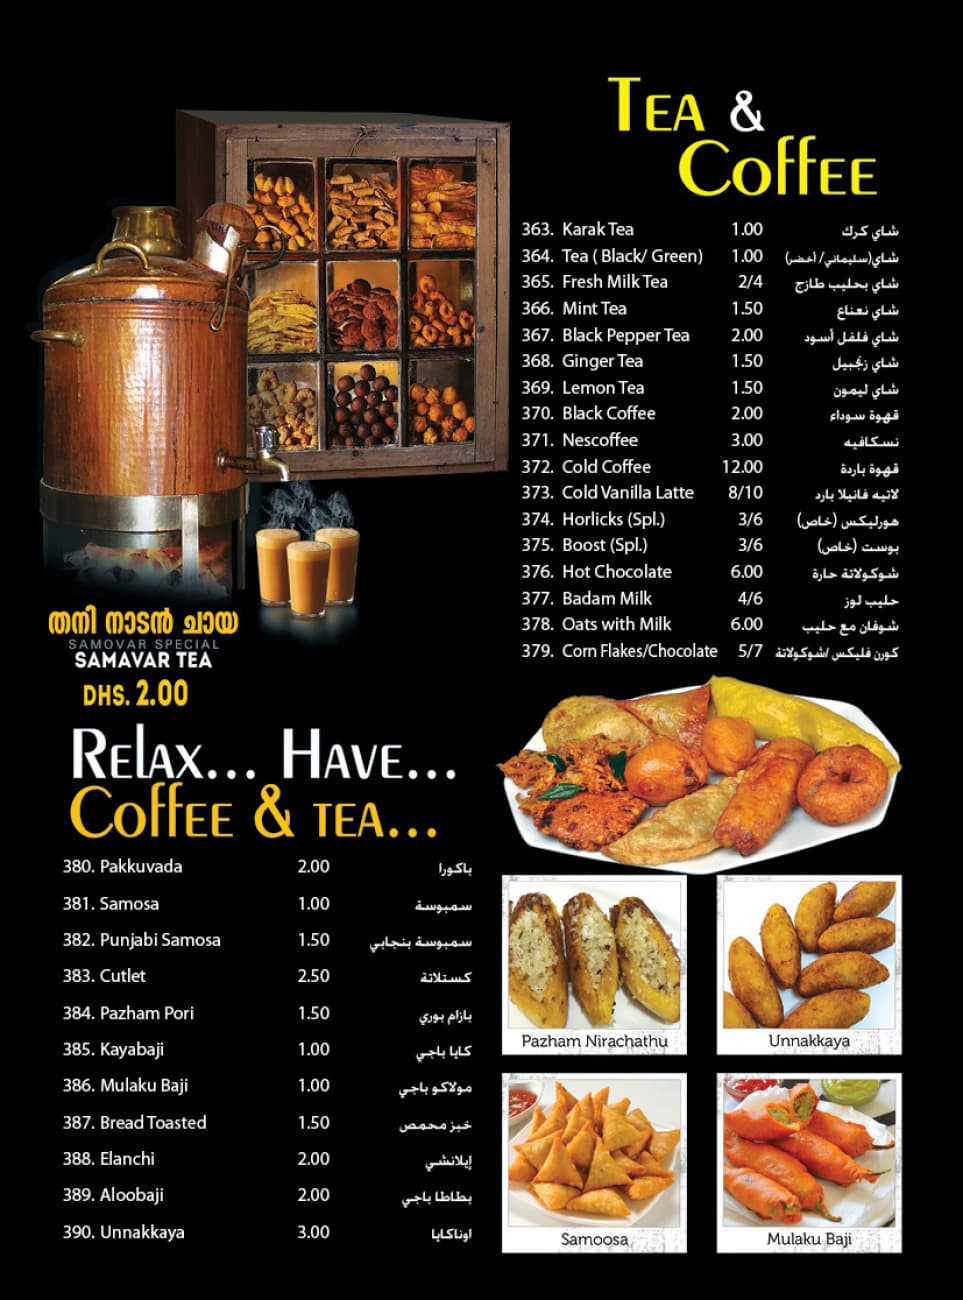 TEA &
COFFEE
363. Karak Tea 1.00 شاي كرك
364. Tea ( Black/ Green) 1.00 شاي(سليماني/ أخضر)
365. Fresh Milk Tea 2/4 شاي بحليب طازج
366. Mint Tea 1.50 شاي نعناع
367. Black Pepper Tea 2.00 شاي فلفل أسود
368. Ginger Tea 1.50 شاي زنجبيل
369. Lemon Tea 1.50 شاي ليمون
370. Black Coffee 2.00 قهوة سوداء
371. Nescoffee 3.00 نسكافيه
372. Cold Coffee 12.00 قهوة باردة
373. Cold Vanilla Latte 8/10 لاتيه فانيلا بارد
374. Horlicks (Spl.) 3/6 هورليكس (خاص)
375. Boost (Spl.) 3/6 بوست (خاص)
376. Hot Chocolate 6.00 شوكولاتة حارة
377. Badam Milk 4/6 حليب لوز
378. Oats with Milk 6.00 شوفان مع حليب
379. Corn Flakes/Chocolate 5/7 كورن فليكس /شوكولاتة
തനി നാടൻ ചായ
SAMOVAR SPECIAL
SAMAVAR TEA
DHS. 2.00
RELAX... HAVE...
COFFEE & TEA...
380. Pakkuvada 2.00 باكورا
381. Samosa 1.00 سمبوسة
382. Punjabi Samosa 1.50 سمبوسة بنجابي
383. Cutlet 2.50 كستلاتة
384. Pazham Pori 1.50 بازام بوري
385. Kayabaji 1.00 كايا باجي
386. Mulaku Baji 1.00 مولاكو باجي
387. Bread Toasted 1.50 خبز محمص
388. Elanchi 2.00 إيلانشي
389. Aloobaji 2.00 بطاطا باجي
390. Unnakkaya 3.00 اوناكايا
Pazham Nirachathu
Unnakkaya
Samoosa
Mulaku Baji